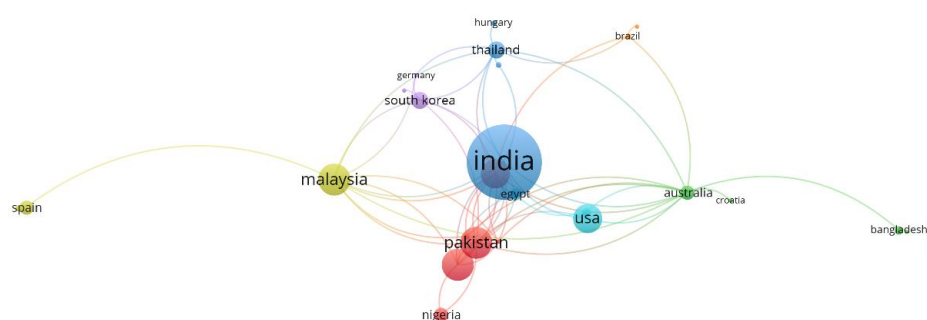 hungary
thailand
brazil
germany
south korea
india
malaysia
egypt
australia
croatia
spain
usa
bangladesh
pakistan
nigeria